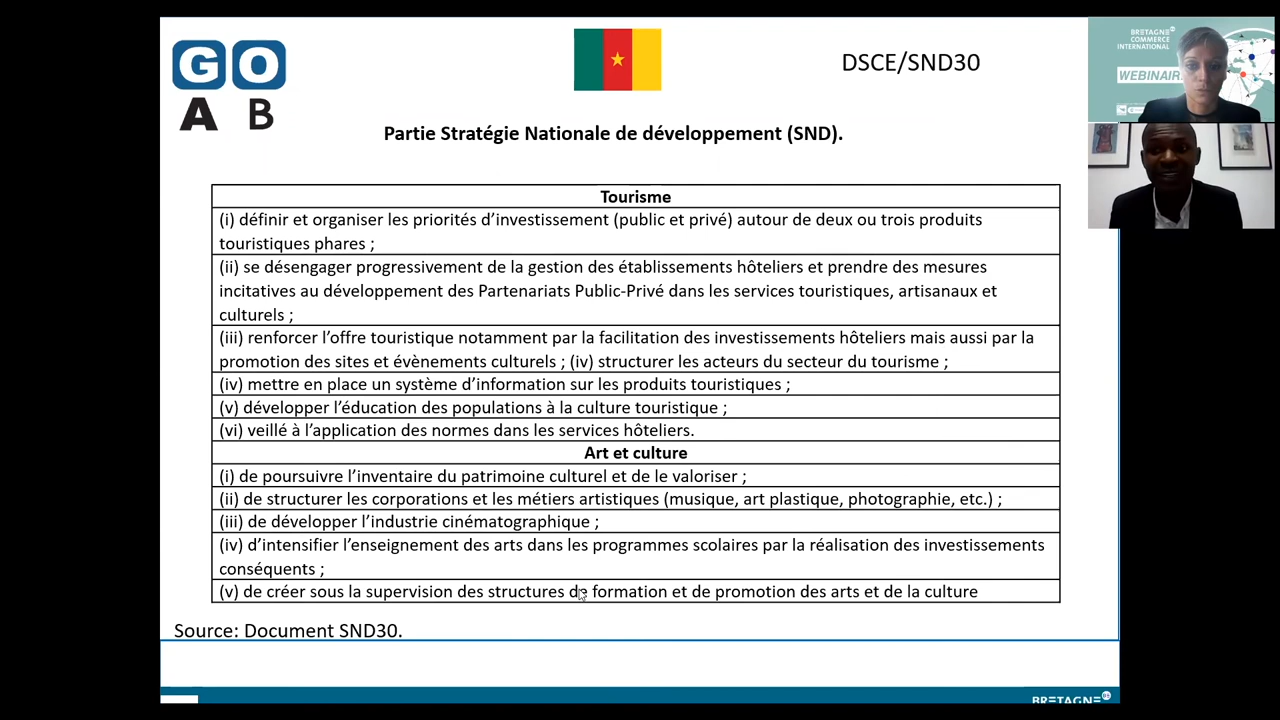 GO
A B
DSCE/SND30
BRETAGNE
COMMERCE
INTERNATIONAL
WEBINAIR
Partie Stratégie Nationale de développement (SND).
Tourisme
(i) définir et organiser les priorités d’investissement (public et privé) autour de deux ou trois produits
touristiques phares ;
(ii) se désengager progressivement de la gestion des établissements hôteliers et prendre des mesures
incitatives au développement des Partenariats Public-Privé dans les services touristiques, artisanaux et
culturels ;
(iii) renforcer l’offre touristique notamment par la facilitation des investissements hôteliers mais aussi par la
promotion des sites et évènements culturels ; (iv) structurer les acteurs du secteur du tourisme ;
(iv) mettre en place un système d’information sur les produits touristiques ;
(v) développer l’éducation des populations à la culture touristique ;
(vi) veillé à l’application des normes dans les services hôteliers.
Art et culture
(i) de poursuivre l’inventaire du patrimoine culturel et de le valoriser ;
(ii) de structurer les corporations et les métiers artistiques (musique, art plastique, photographie, etc.) ;
(iii) de développer l’industrie cinématographique ;
(iv) d’intensifier l’enseignement des arts dans les programmes scolaires par la réalisation des investissements
conséquents ;
(v) de créer sous la supervision des structures de formation et de promotion des arts et de la culture
Source: Document SND30.
BRETAGNE